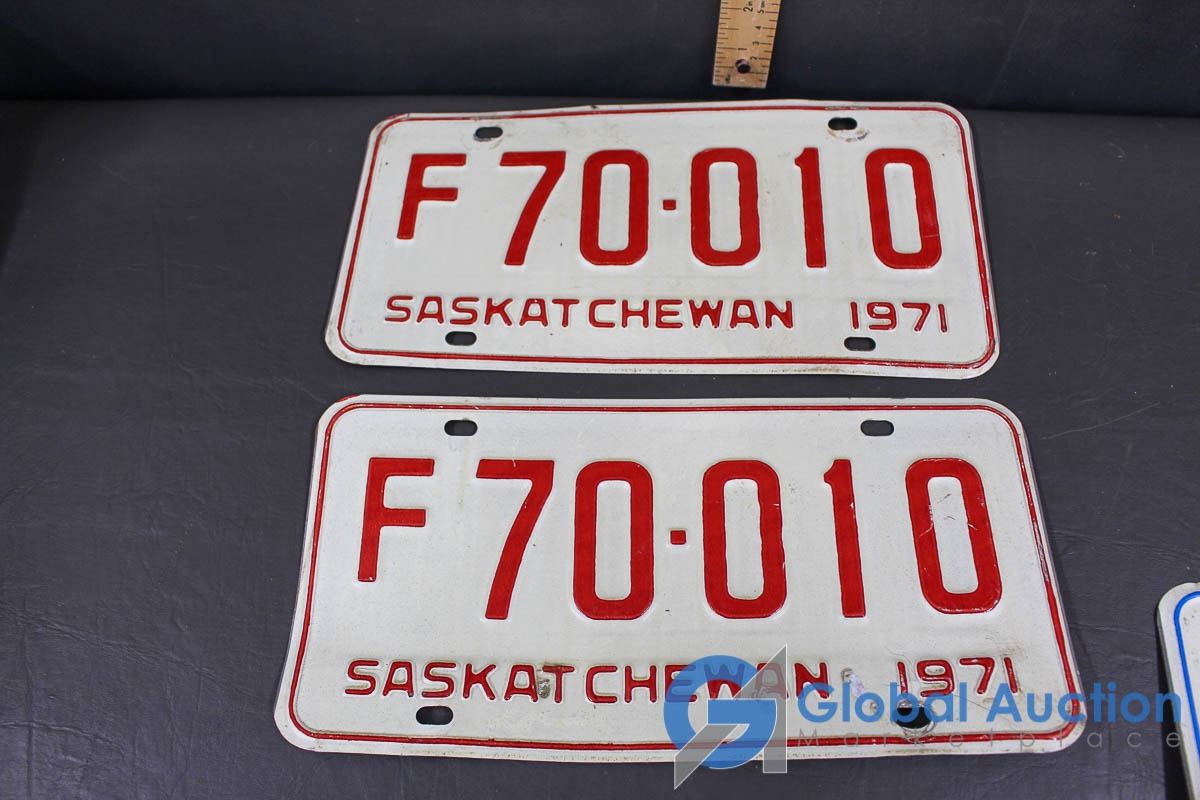 F70·010
SASKATCHEWAN 1971
F70·010
SASKATCHEWAN 1971
Global Auction
Marketplace